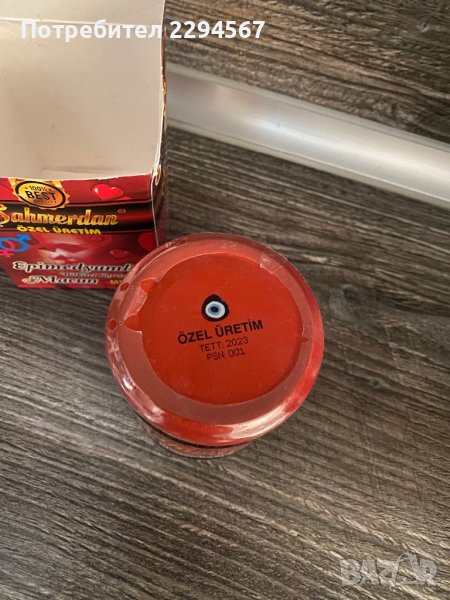 Потребител 2294567
100%
BEST
Şahmerdan
ÖZEL ÜRETİM
Epimedyumlu
Macun
ÖZEL ÜRETİM
TETT: 2023
PSN: 001
BAZAR